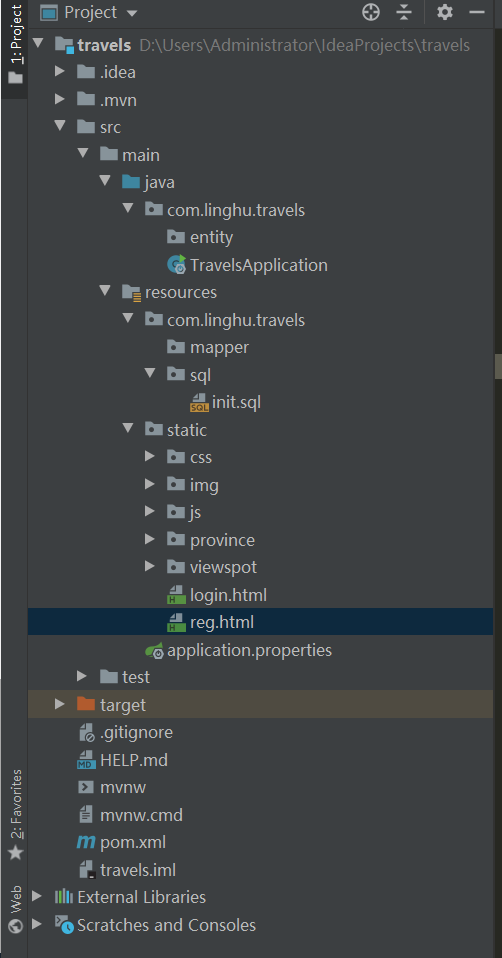 Project
1: Project
travels D:\Users\Administrator\IdeaProjects\travels
.idea
.mvn
src
main
java
com.linghu.travels
entity
TravelsApplication
resources
com.linghu.travels
mapper
sql
SQL init.sql
static
css
img
js
province
viewspot
H login.html
H reg.html
application.properties
test
target
.gitignore
MD HELP.md
mvnw
mvnw.cmd
m pom.xml
travels.iml
2: Favorites
Web
External Libraries
Scratches and Consoles